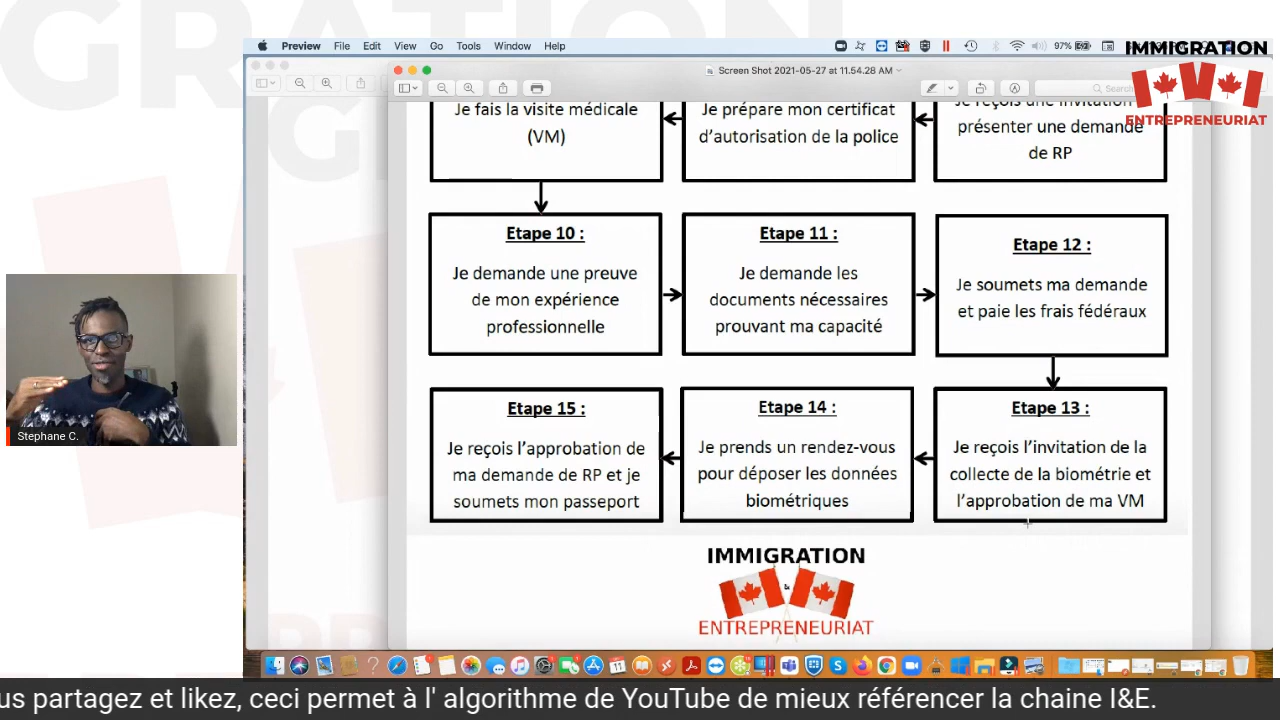 GRATION
Preview File Edit View Go Tools Window Help
97%
IMMIGRATION
ENTREPRENEURIAT
Screen Shot 2021-05-27 at 11.54.28 AM
Search
Je fais la visite médicale
(VM)
Je prépare mon certificat
d'autorisation de la police
Je reçois une invitation
présenter une demande
de RP
Etape 10 :
Je demande une preuve
de mon expérience
professionnelle
Etape 11 :
Je demande les
documents nécessaires
prouvant ma capacité
Etape 12 :
Je soumets ma demande
et paie les frais fédéraux
Etape 15 :
Je reçois l'approbation de
ma demande de RP et je
soumets mon passeport
Etape 14 :
Je prends un rendez-vous
pour déposer les données
biométriques
Etape 13 :
Je reçois l'invitation de la
collecte de la biométrie et
l'approbation de ma VM
Stephane C.
IMMIGRATION
&
ENTREPRENEURIAT
us partagez et likez, ceci permet à l' algorithme de YouTube de mieux référencer la chaine I&E.